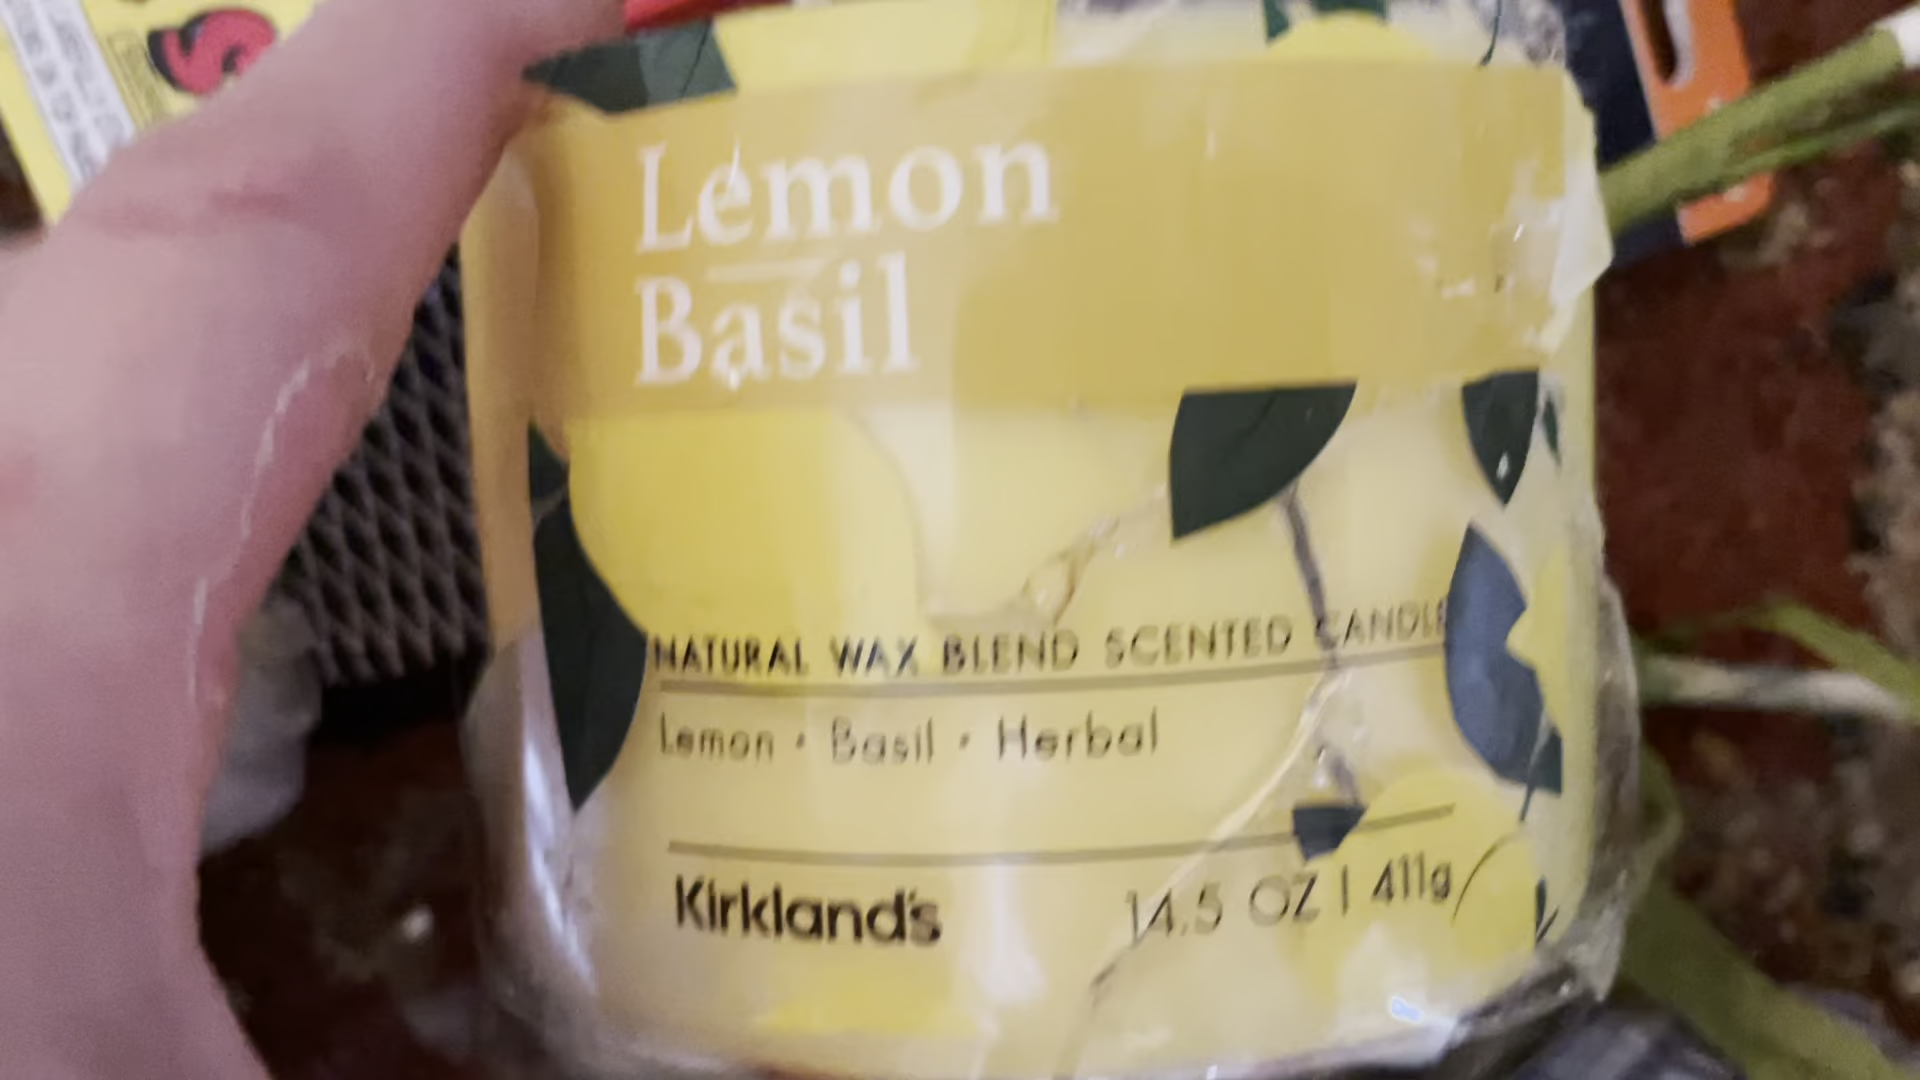 Lemon
Basil
NATURAL WAX BLEND SCENTED CANDLE
Lemon • Basil • Herbal
Kirkland's
14.5 OZ | 411g